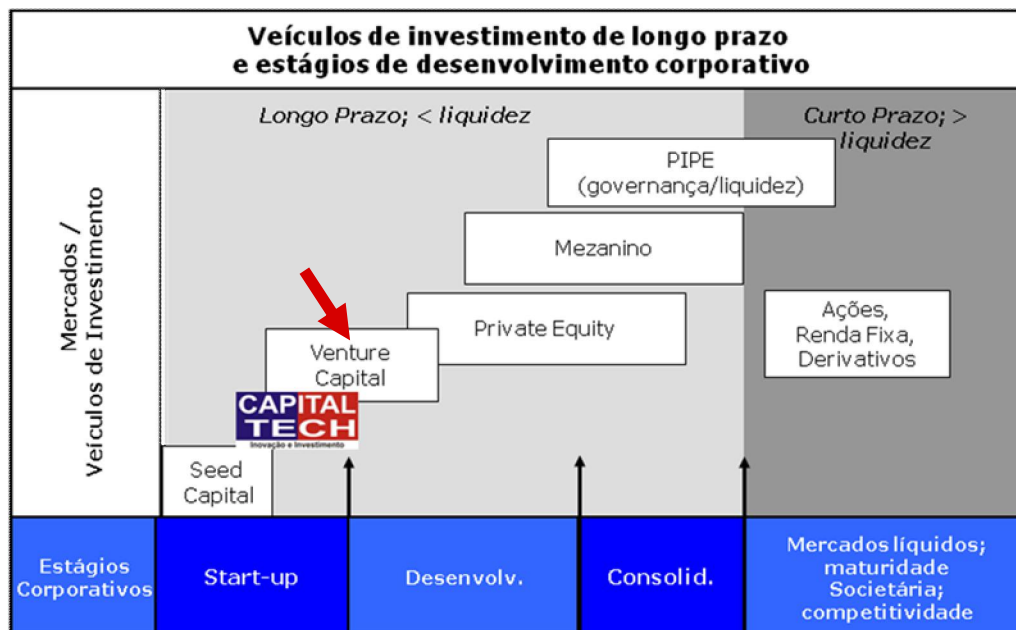 Veículos de investimento de longo prazo
e estágios de desenvolvimento corporativo
Mercados /
Veículos de Investimento
Longo Prazo; < liquidez
Curto Prazo; >
liquidez
PIPE
(governança/liquidez)
Mezanino
Private Equity
Ações,
Renda Fixa,
Derivativos
Venture
Capital
CAPITAL
TECH
Inovação e Investimento
Seed
Capital
Estágios
Corporativos
Start-up
Desenvolv.
Consolid.
Mercados líquidos;
maturidade
Societária;
competitividade